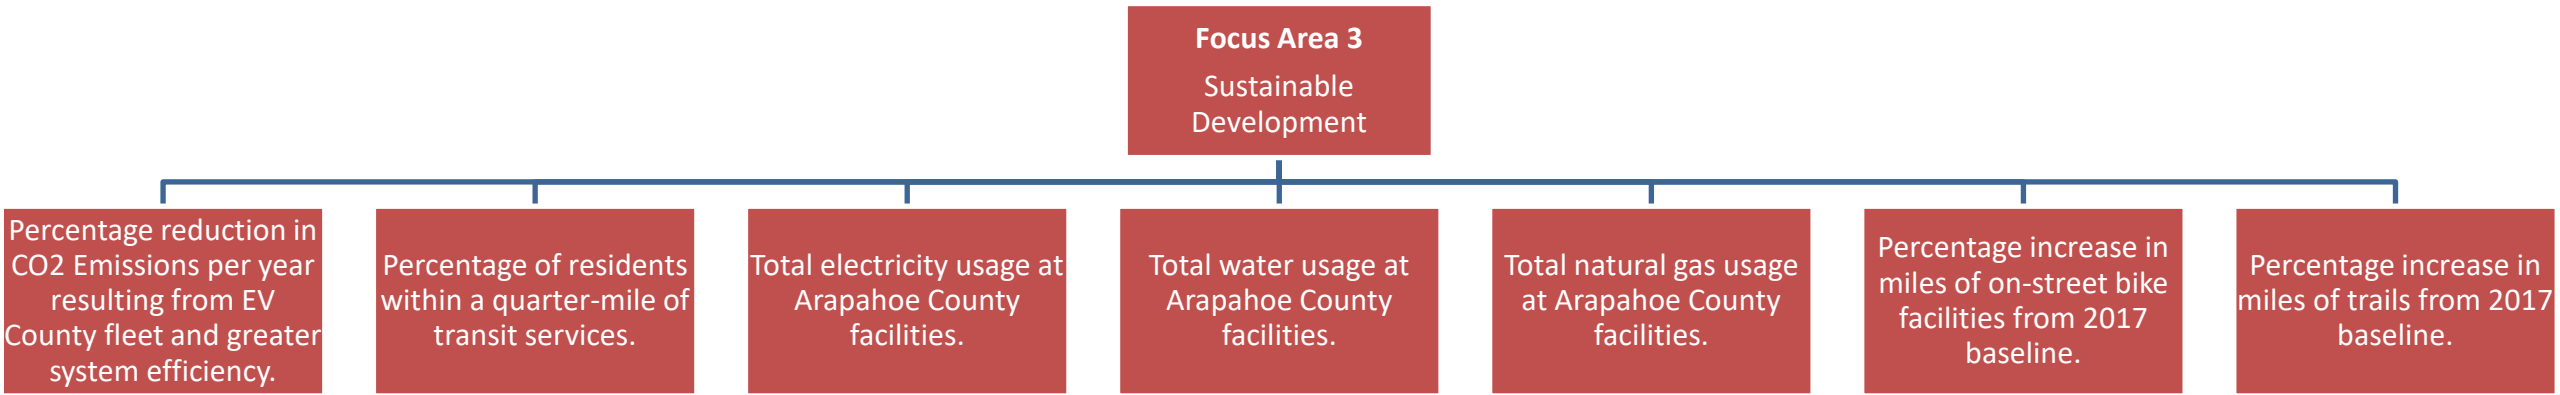 Focus Area 3
Sustainable
Development
Percentage reduction in
CO2 Emissions per year
resulting from EV
County fleet and greater
system efficiency.
Percentage of residents
within a quarter-mile of
transit services.
Total electricity usage at
Arapahoe County
facilities.
Total water usage at
Arapahoe County
facilities.
Total natural gas usage
at Arapahoe County
facilities.
Percentage increase in
miles of on-street bike
facilities from 2017
baseline.
Percentage increase in
miles of trails from 2017
baseline.